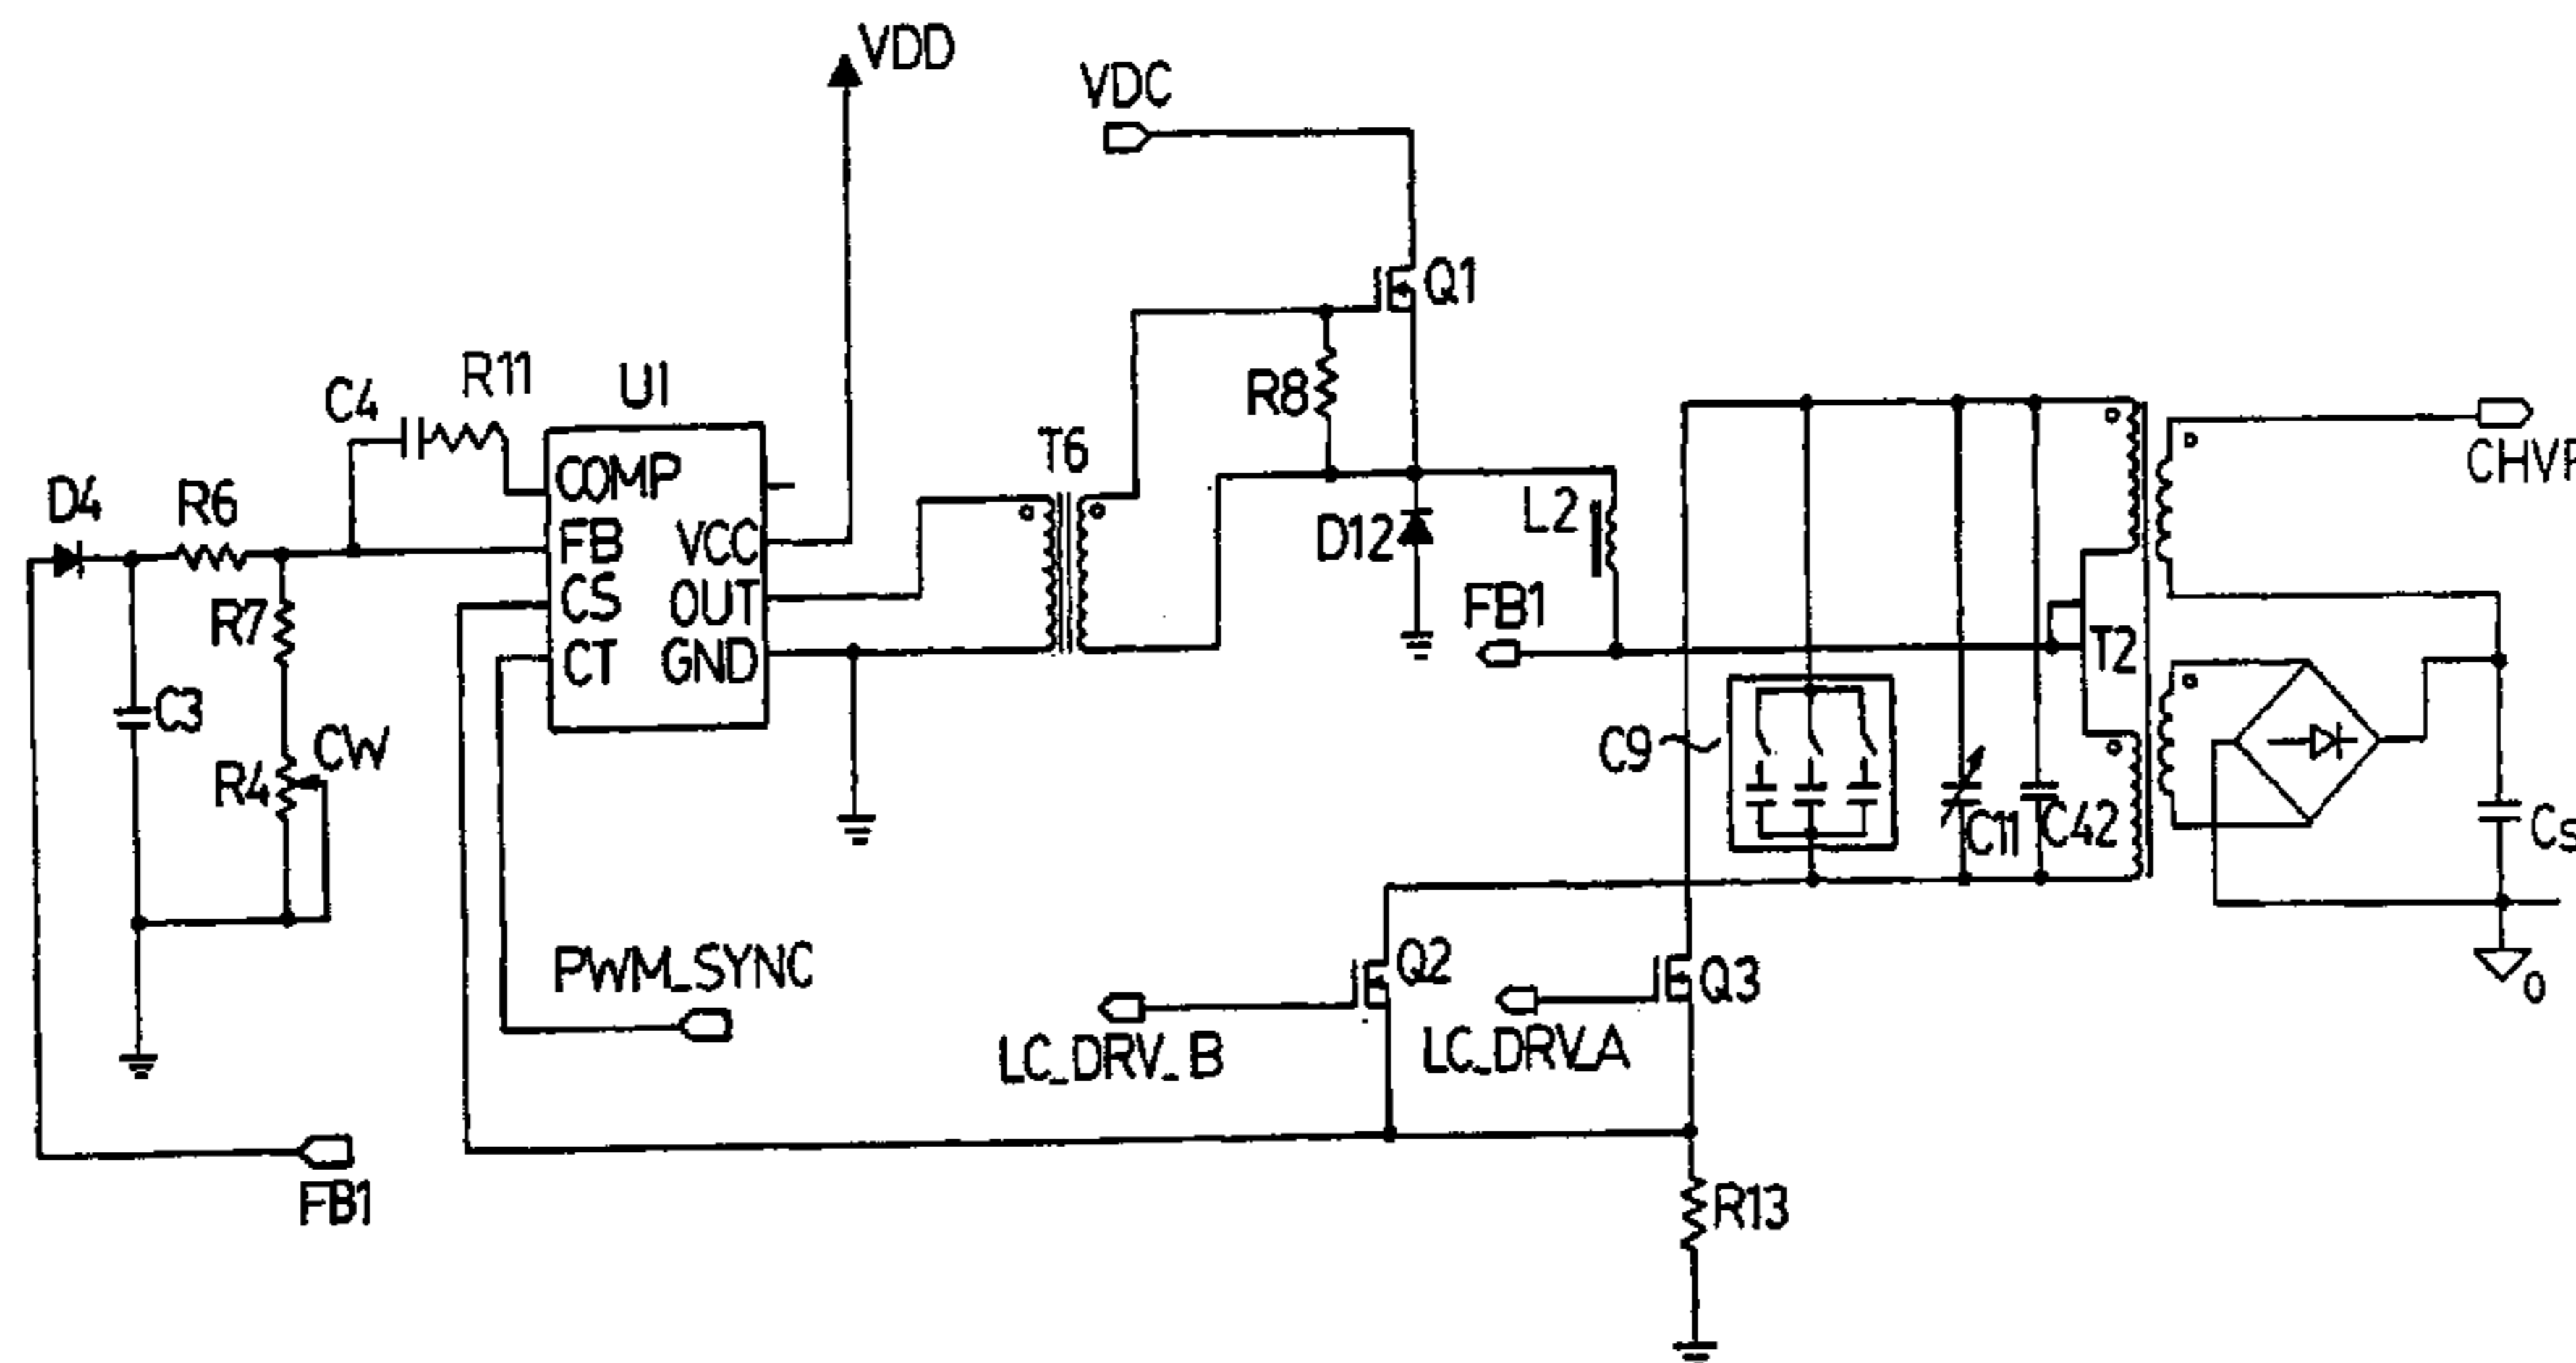 VDD
VDC
Q1
C4
R11
U1
R8
T6
COMP
D4
R6
FB
VCC
L2
D12
CS
OUT
FB1
R7
CT
GND
T2
C3
CW
C9
R4
C11
C42
PWM_SYNC
Q2
Q3
LC_DRV_B
LC_DRV_A
0
FB1
R13